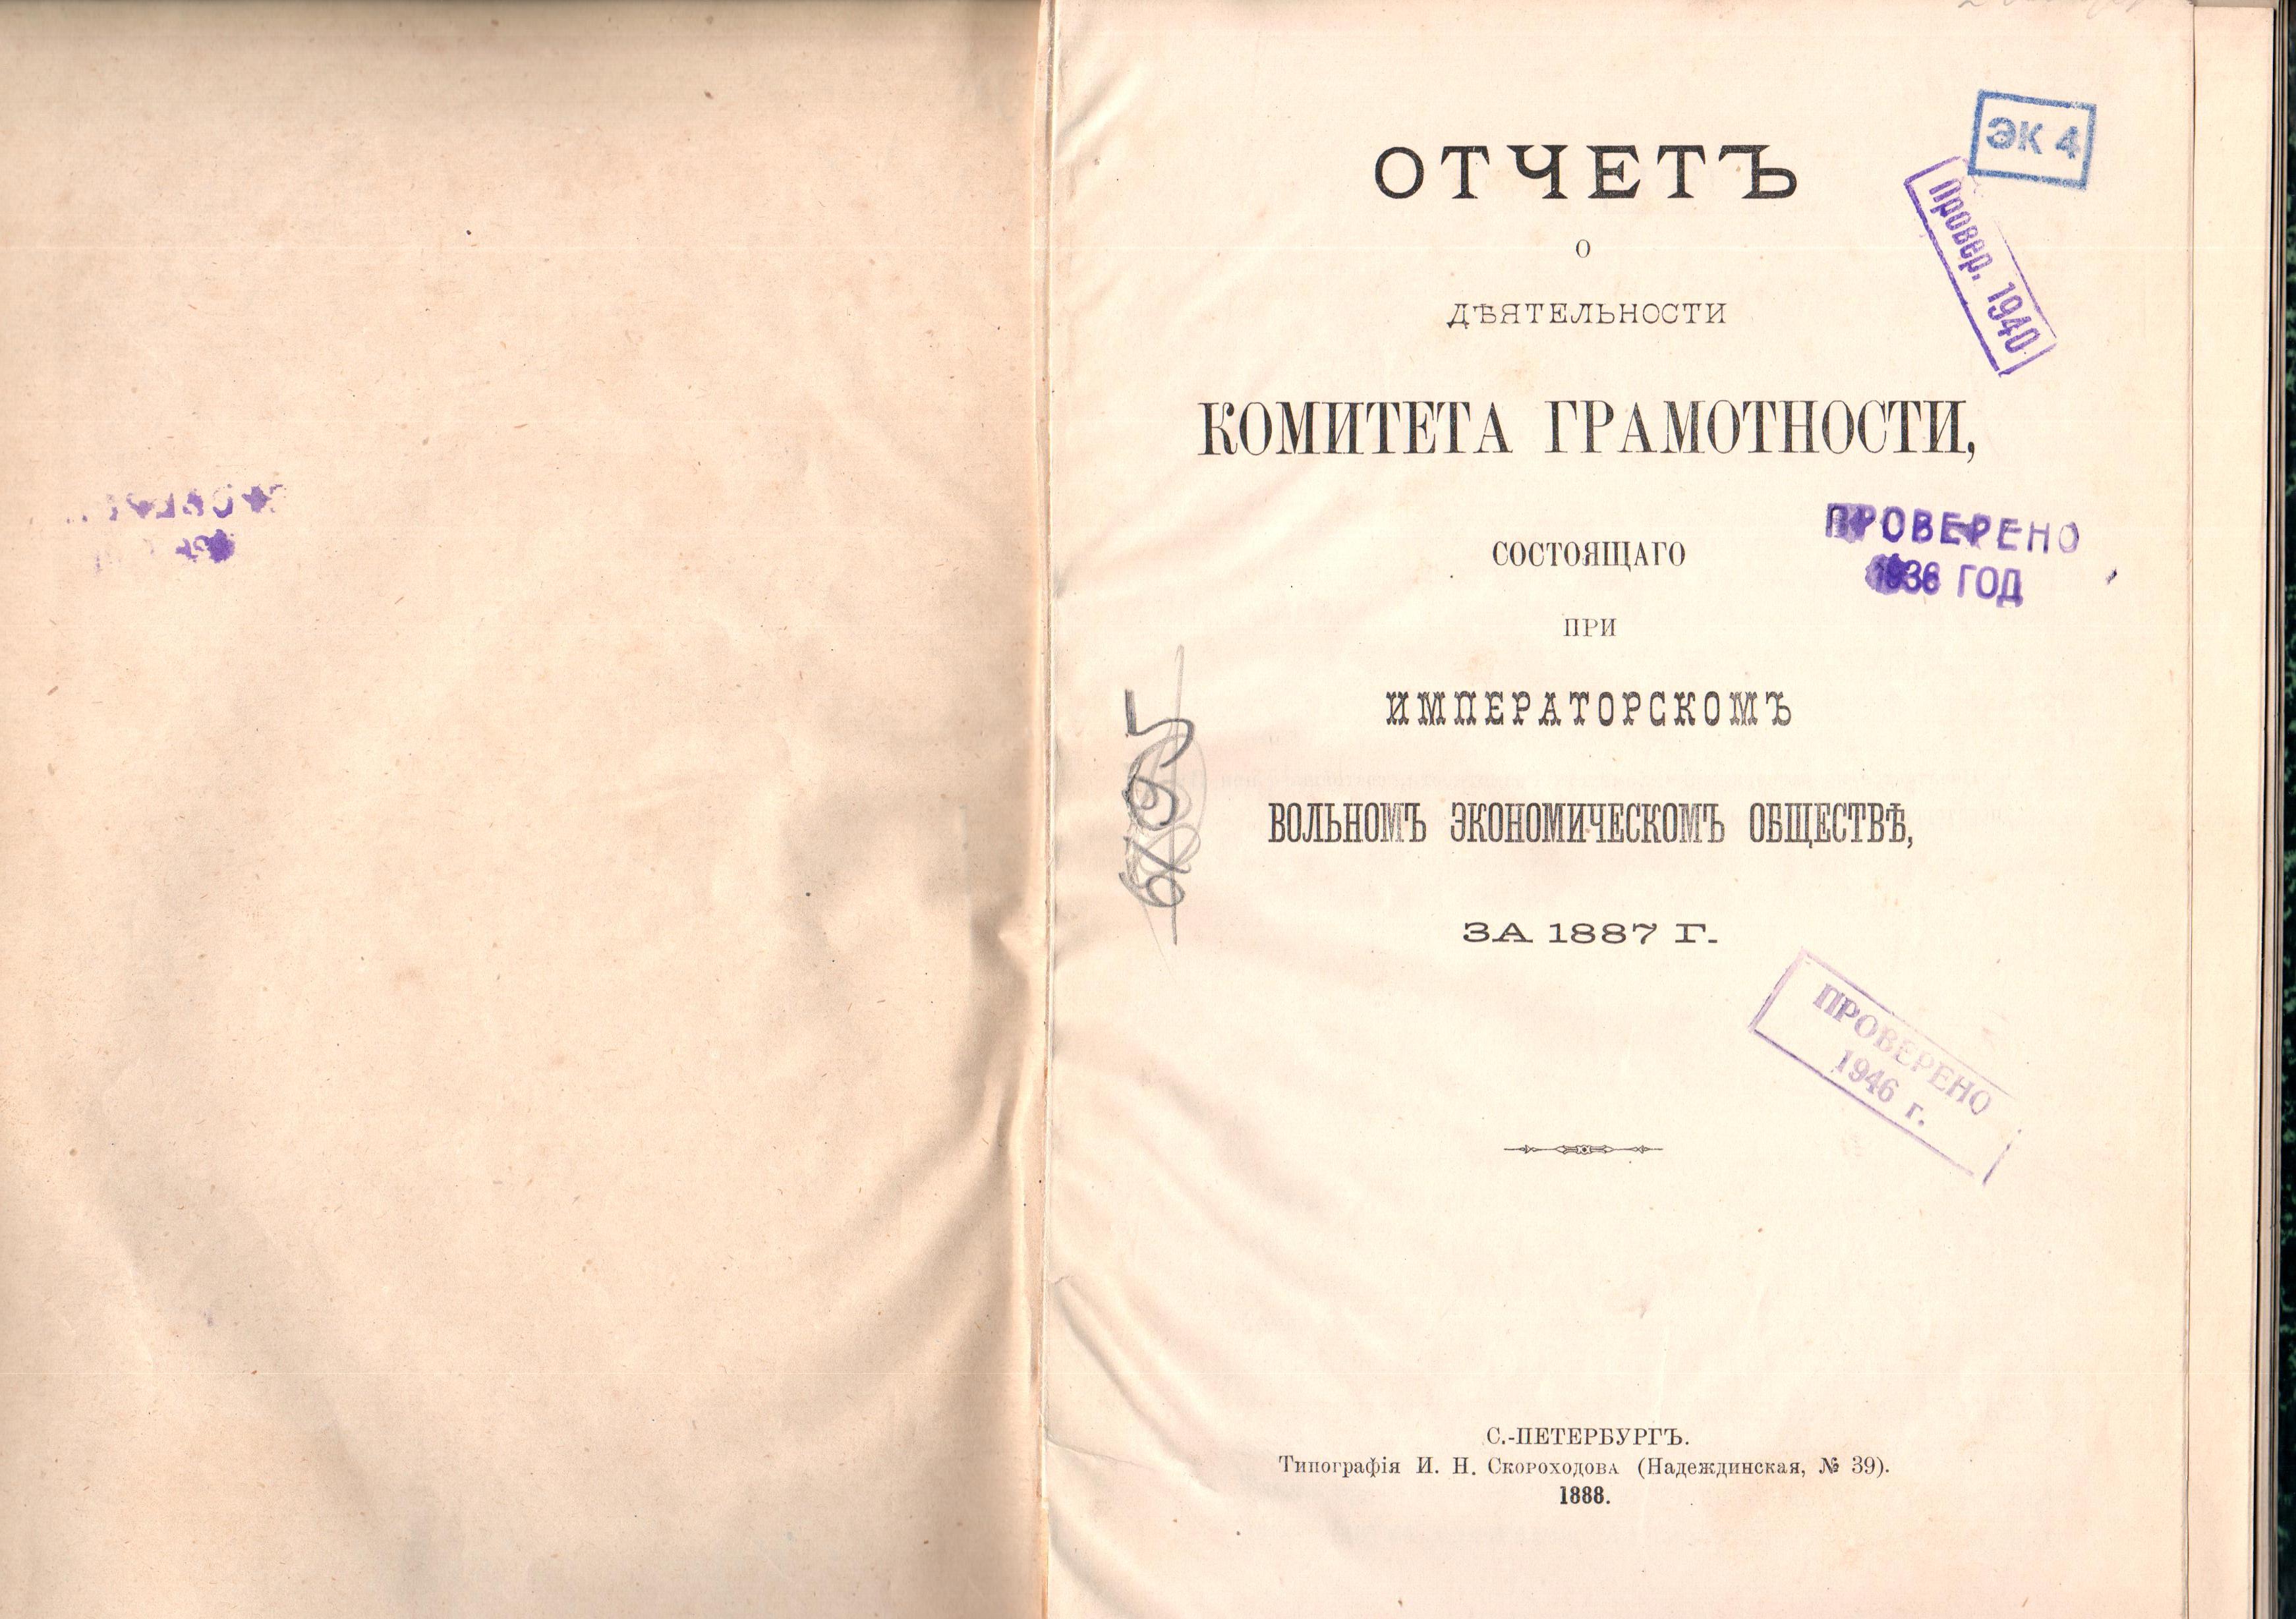 ЭК 4
ОТЧЕТЪ
Провер. 1940
О
ДѢЯТЕЛЬНОСТИ
КОМИТЕТА ГРАМОТНОСТИ,
ПРОВЕРЕНО
1936 ГОД
СОСТОЯЩАГО
ПРИ
ИМПЕРАТОРСКОМЪ
ВОЛЬНОМЪ ЭКОНОМИЧЕСКОМЪ ОБЩЕСТВѢ,
ЗА 1887 Г.
ПРОВЕРЕНО
1946 г.
С.-ПЕТЕРБУРГЪ.
Типографія И. Н. Скороходова (Надеждинская, № 39).
1888.